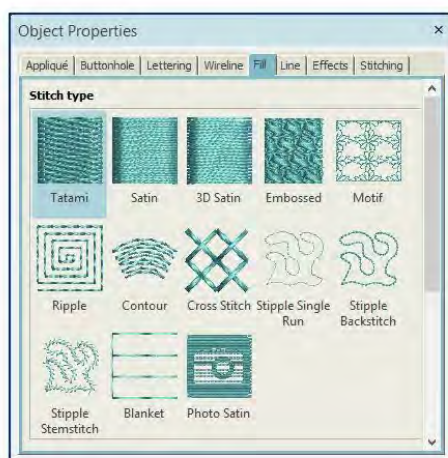 Object Properties ×
Appliqué Buttonhole Lettering Wireline Fill Line Effects Stitching
Stitch type
Tatami Satin 3D Satin Embossed Motif
Ripple Contour Cross Stitch Stipple Single Run Stipple Backstitch
Stipple Stemstitch Blanket Photo Satin